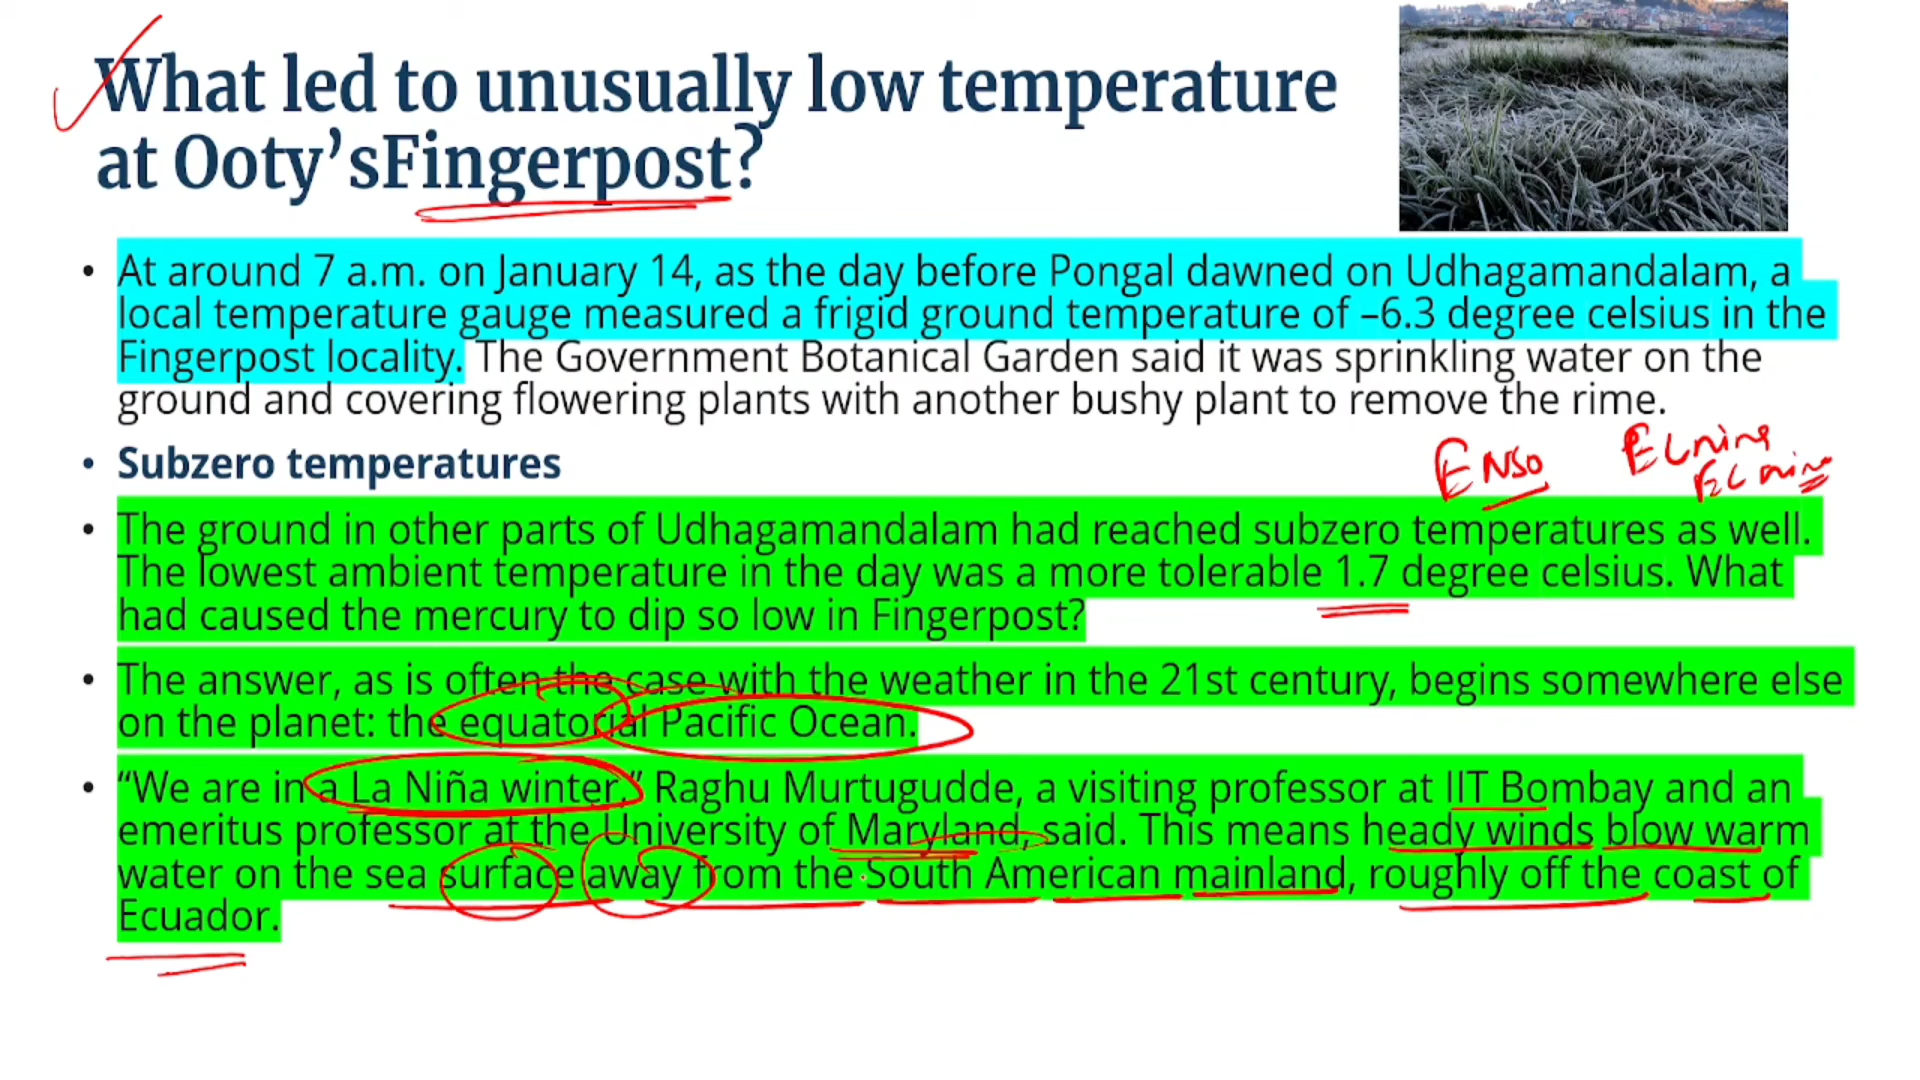 What led to unusually low temperature
at Ooty’sFingerpost?
• At around 7 a.m. on January 14, as the day before Pongal dawned on Udhagamandalam, a
local temperature gauge measured a frigid ground temperature of –6.3 degree celsius in the
Fingerpost locality. The Government Botanical Garden said it was sprinkling water on the
ground and covering flowering plants with another bushy plant to remove the rime.
ENSO
• Subzero temperatures
• The ground in other parts of Udhagamandalam had reached subzero temperatures as well.
The lowest ambient temperature in the day was a more tolerable 1.7 degree celsius. What
had caused the mercury to dip so low in Fingerpost?
• The answer, as is often the case with the weather in the 21st century, begins somewhere else
on the planet: the equatorial Pacific Ocean.
• “We are in a La Niña winter,” Raghu Murtugudde, a visiting professor at IIT Bombay and an
emeritus professor at the University of Maryland, said. This means heady winds blow warm
water on the sea surface away from the South American mainland, roughly off the coast of
Ecuador.